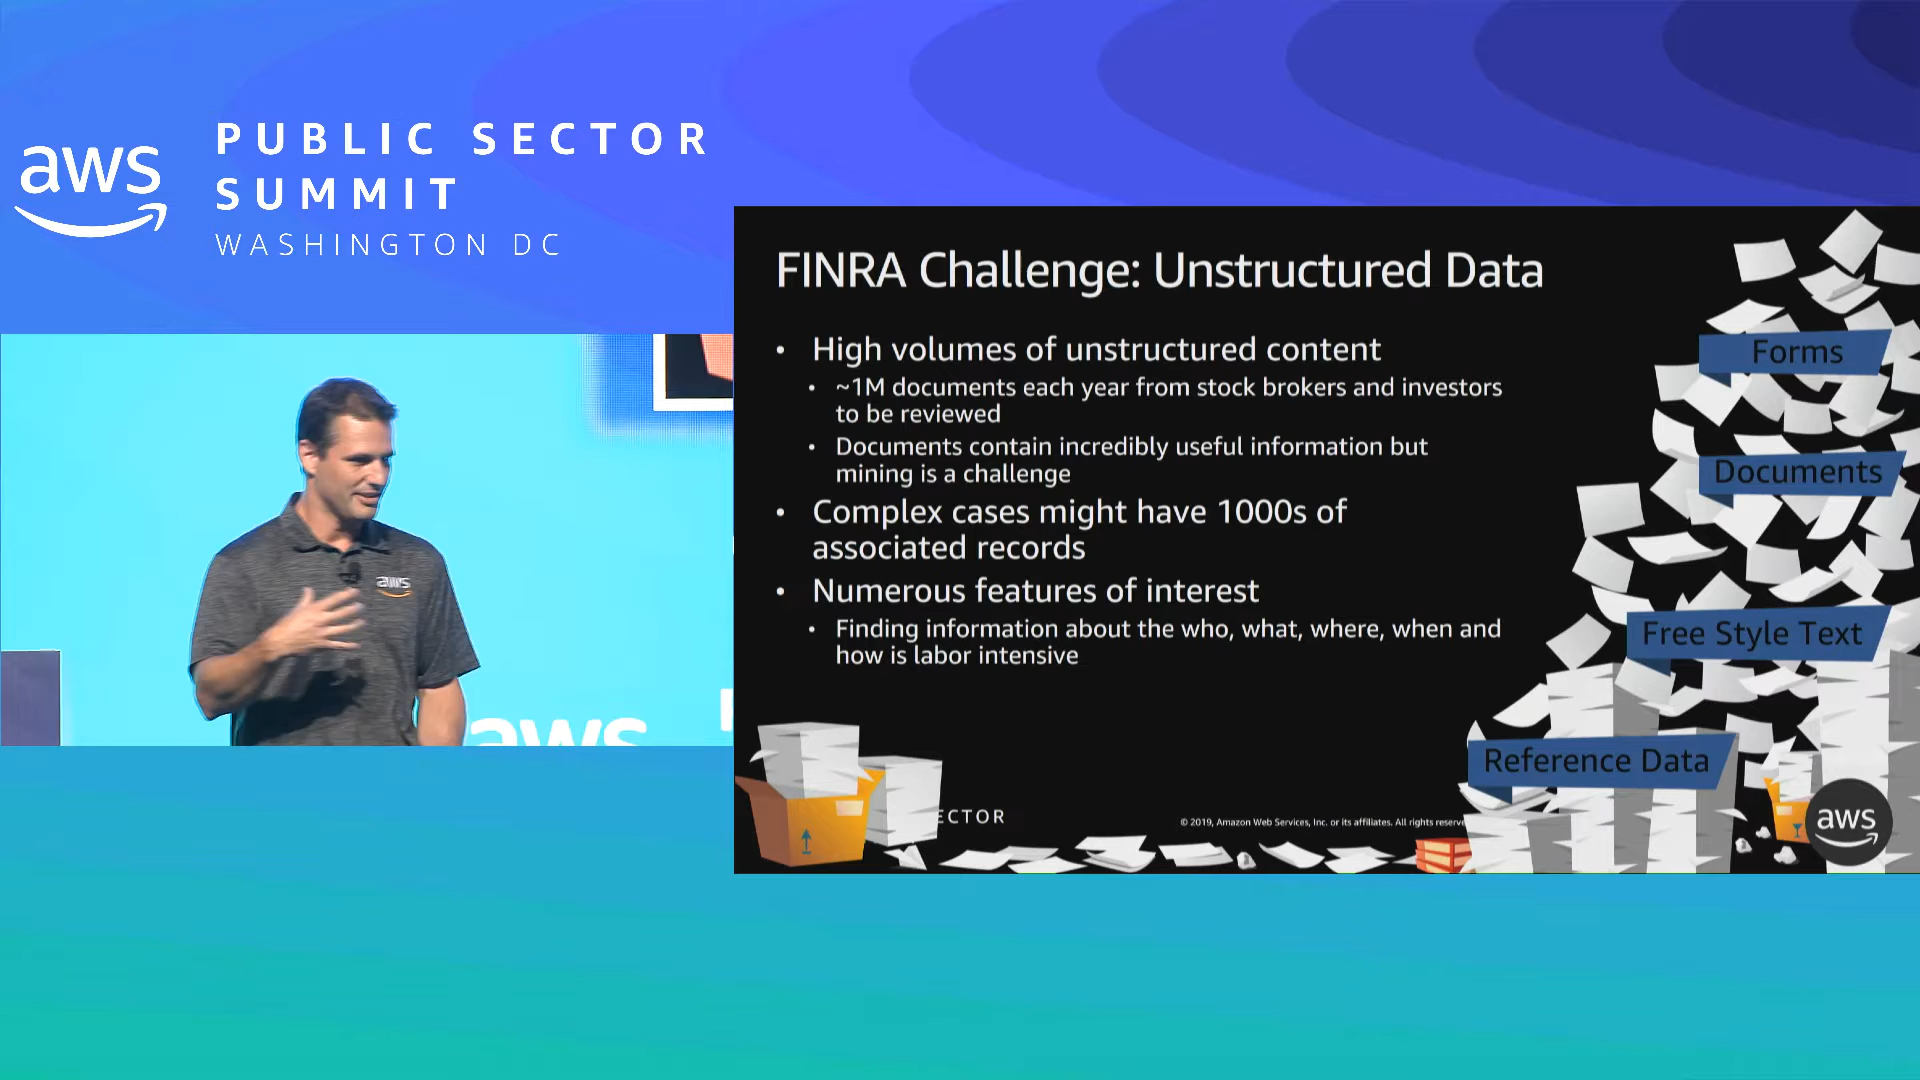 aws
PUBLIC SECTOR
SUMMIT
WASHINGTON DC
aws
aws
FINRA Challenge: Unstructured Data
• High volumes of unstructured content
• ~1M documents each year from stock brokers and investors
to be reviewed
• Documents contain incredibly useful information but
mining is a challenge
• Complex cases might have 1000s of
associated records
• Numerous features of interest
• Finding information about the who, what, where, when and
how is labor intensive
Forms
Documents
Free Style Text
Reference Data
ECTOR
© 2019, Amazon Web Services, Inc. or its affiliates. All rights reserve
aws